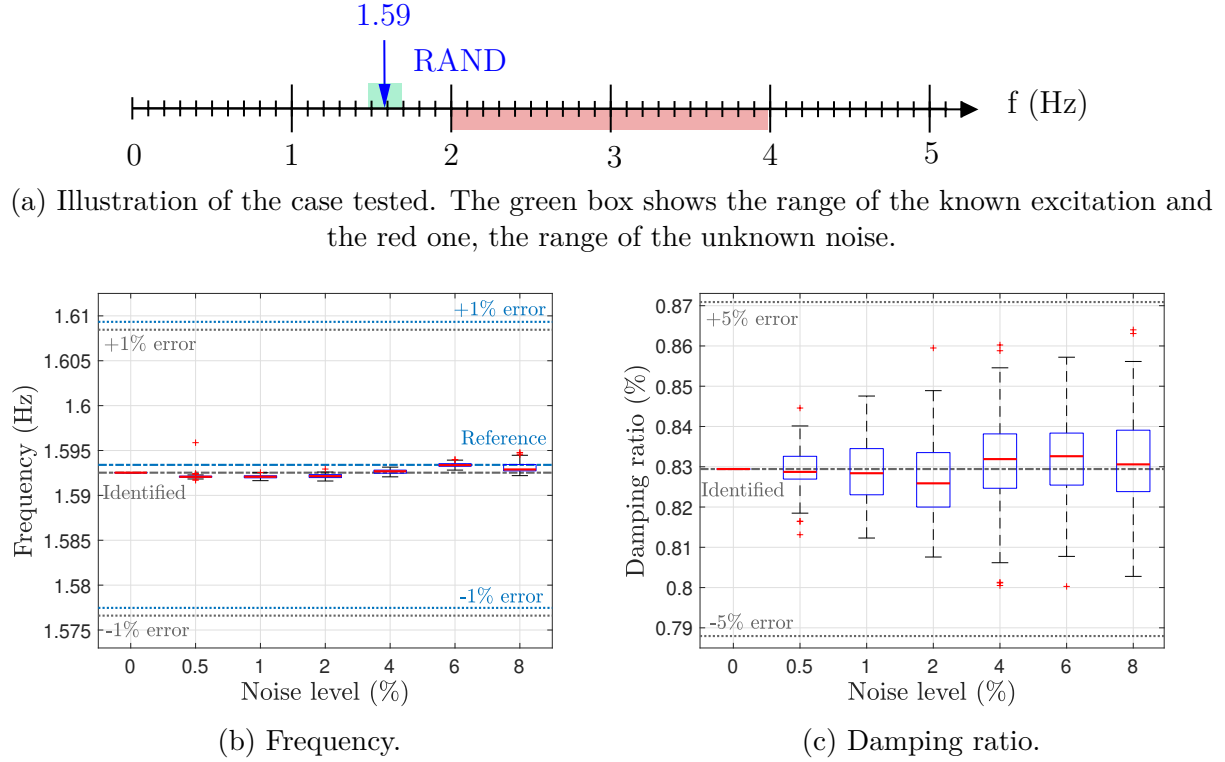 1.59
RAND
f (Hz)
0 1 2 3 4 5
(a) Illustration of the case tested. The green box shows the range of the known excitation and
the red one, the range of the unknown noise.
Frequency (Hz)
1.61
1.605
1.6
1.595
1.59
1.585
1.58
1.575
+1% error
+1% error
Reference
Identified
-1% error
-1% error
0 0.5 1 2 4 6 8
Noise level (%)
(b) Frequency.
Damping ratio (%)
0.87
0.86
0.85
0.84
0.83
0.82
0.81
0.8
0.79
+5% error
Identified
-5% error
0 0.5 1 2 4 6 8
Noise level (%)
(c) Damping ratio.